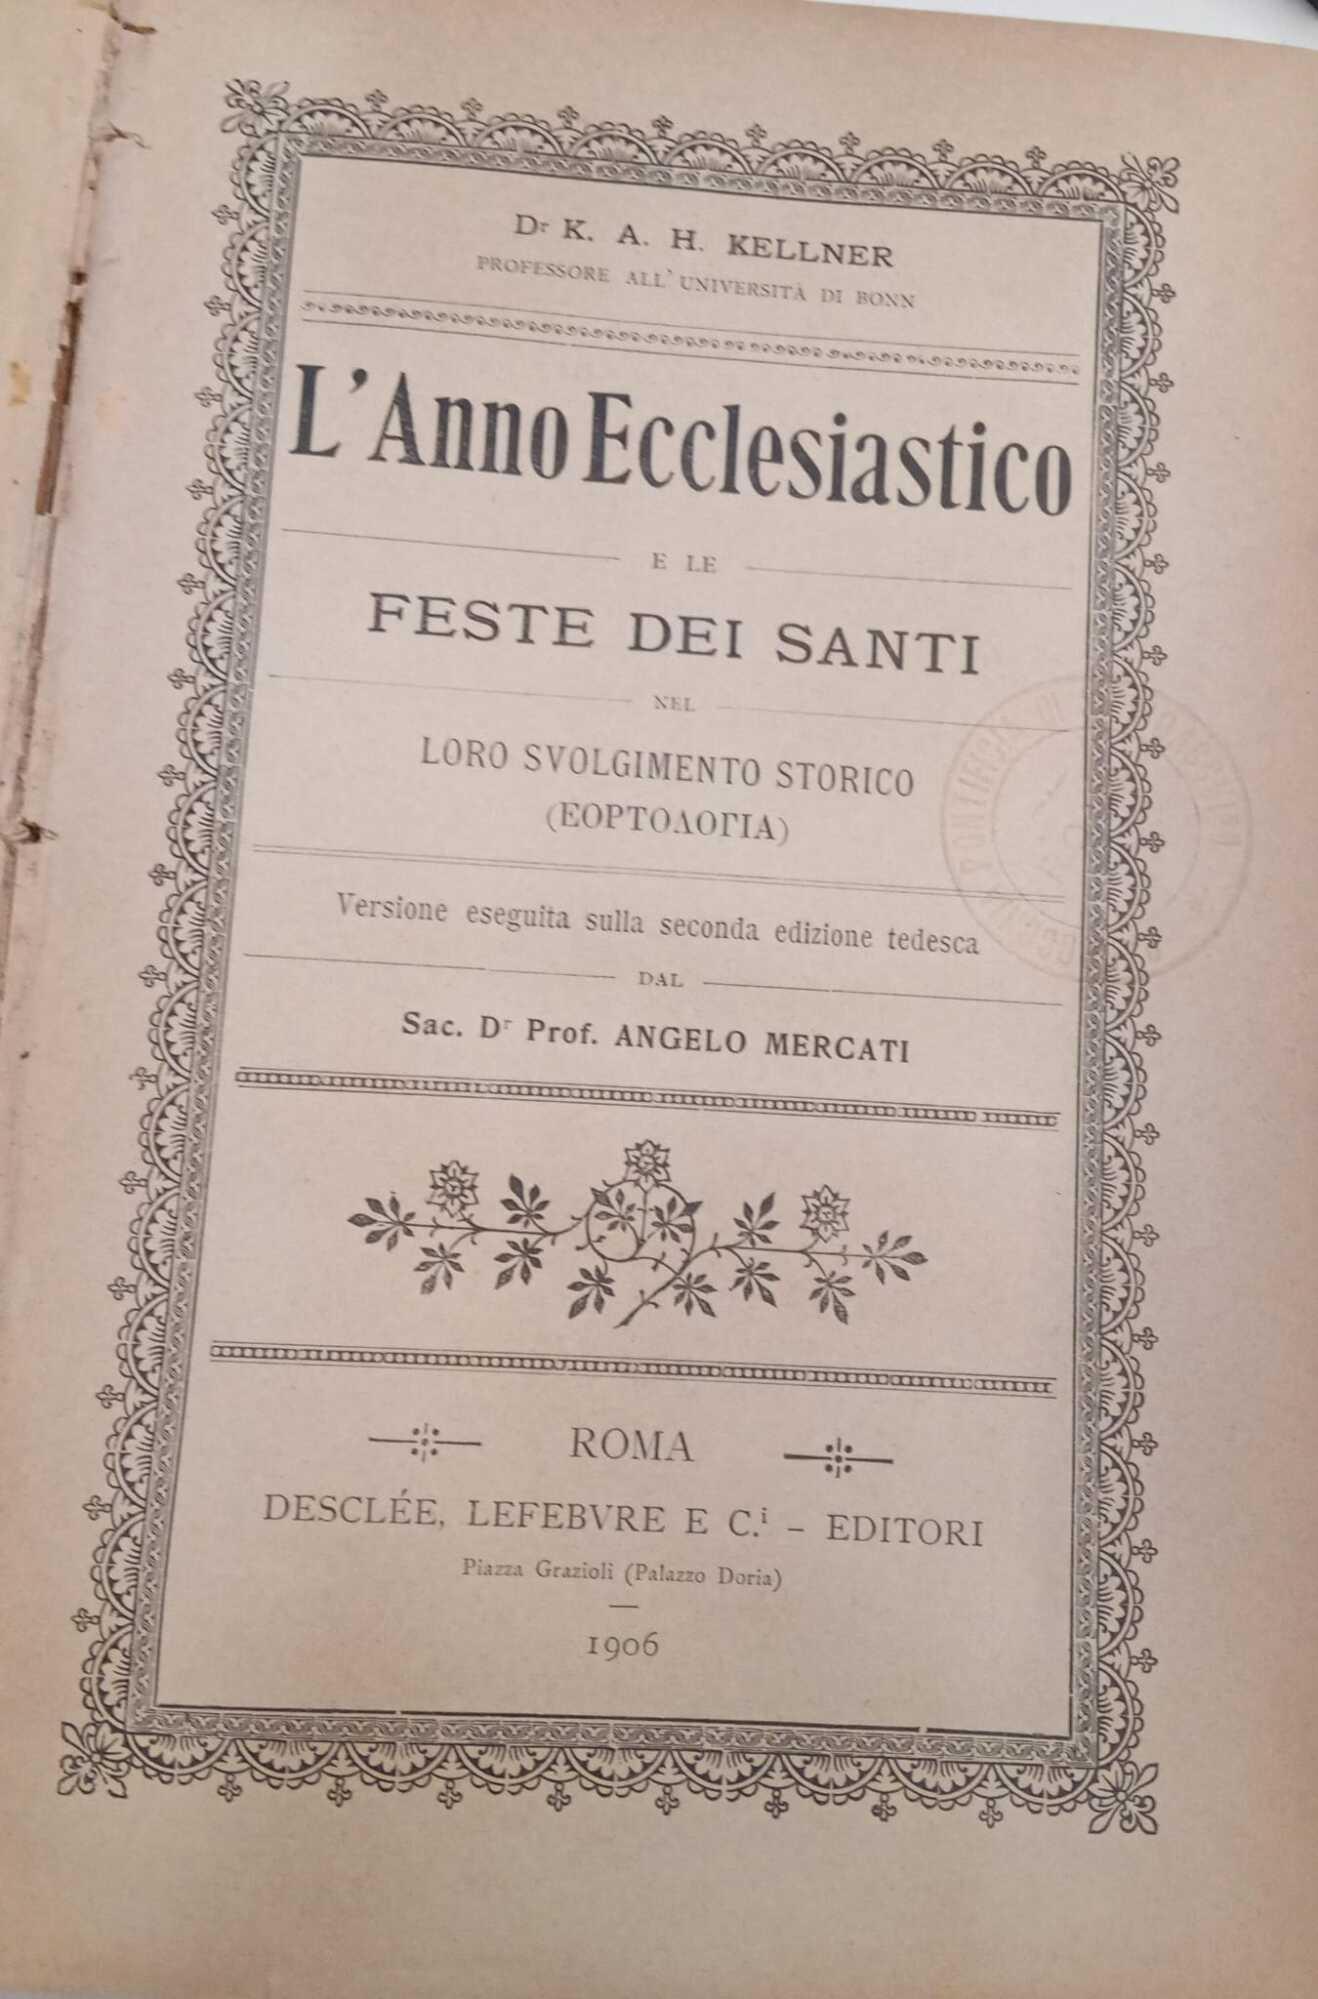 Dr K. A. H. KELLNER
PROFESSORE ALL' UNIVERSITÀ DI BONN
L'Anno Ecclesiastico
E LE
FESTE DEI SANTI
NEL
LORO SVOLGIMENTO STORICO
(ΕΟΡΤΟΛΟΓΙΑ)
Versione eseguita sulla seconda edizione tedesca
DAL
Sac. Dr Prof. ANGELO MERCATI
ROMA
DESCLÉE, LEFEBVRE E C.i - EDITORI
Piazza Grazioli (Palazzo Doria)
1906